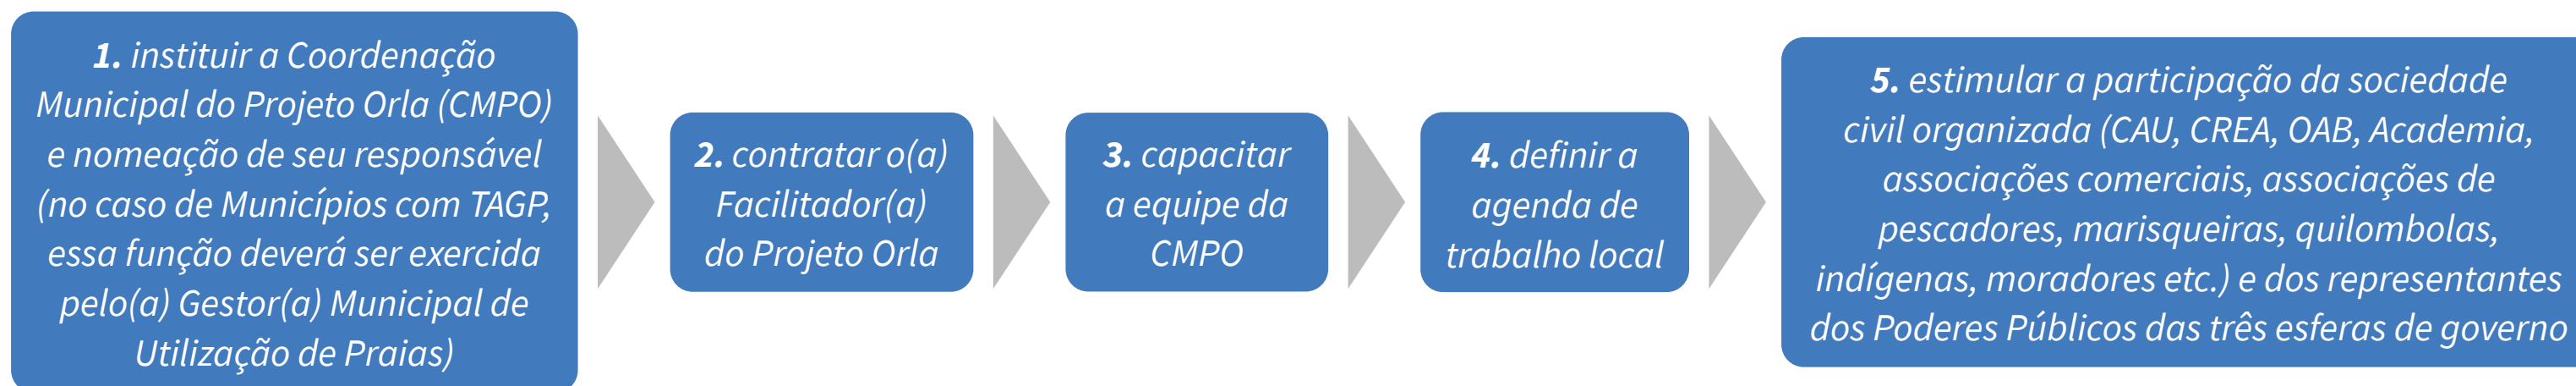 1. instituir a Coordenação
Municipal do Projeto Orla (CMPO)
e nomeação de seu responsável
(no caso de Municípios com TAGP,
essa função deverá ser exercida
pelo(a) Gestor(a) Municipal de
Utilização de Praias)
2. contratar o(a)
Facilitador(a)
do Projeto Orla
3. capacitar
a equipe da
CMPO
4. definir a
agenda de
trabalho local
5. estimular a participação da sociedade
civil organizada (CAU, CREA, OAB, Academia,
associações comerciais, associações de
pescadores, marisqueiras, quilombolas,
indígenas, moradores etc.) e dos representantes
dos Poderes Públicos das três esferas de governo